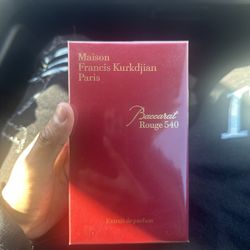 Maison
Francis Kurkdjian
Paris
Baccarat
Rouge 540
Extrait de parfum